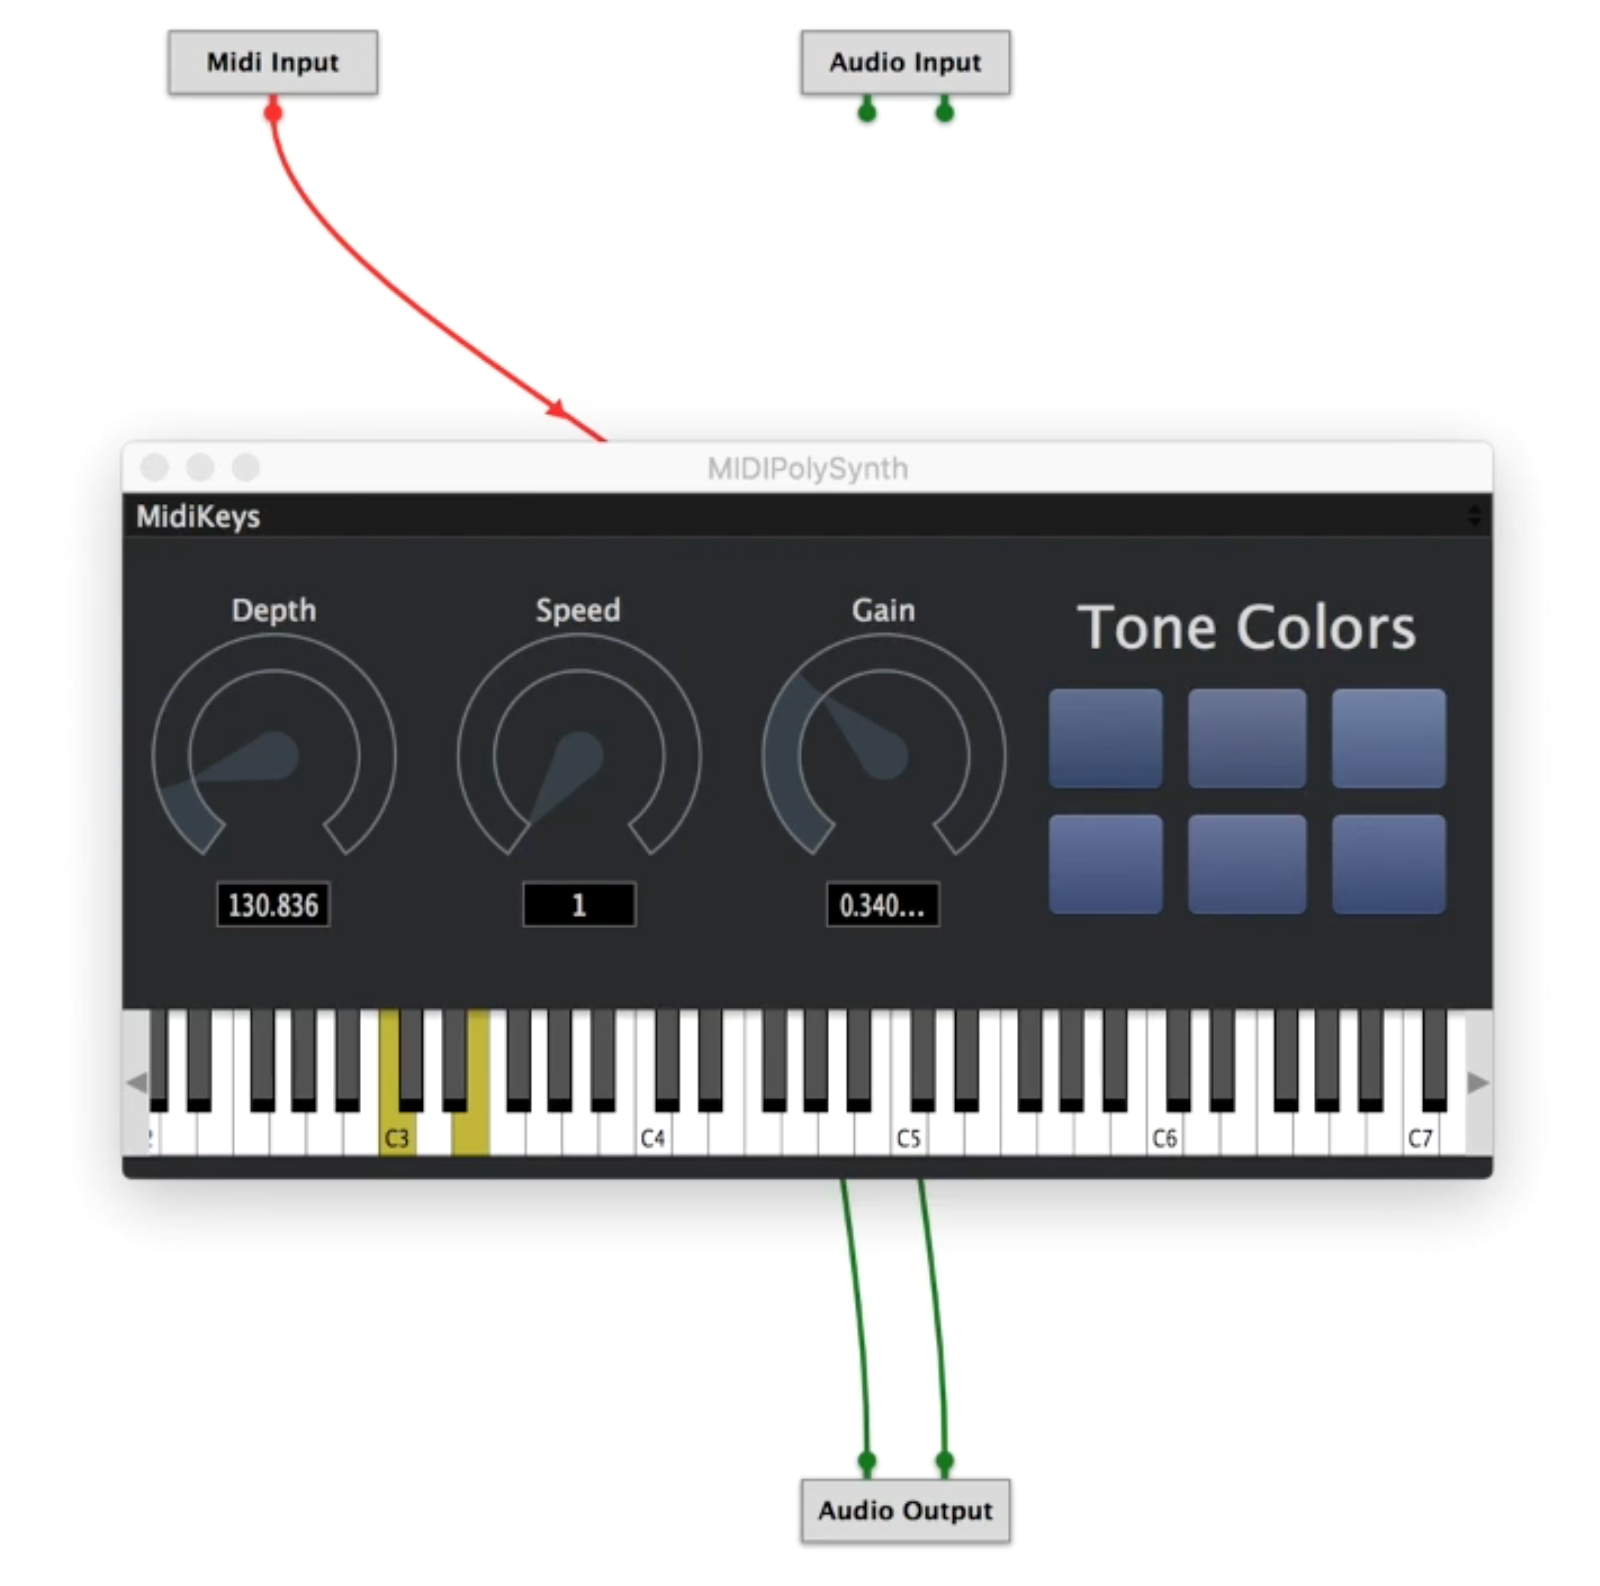 Midi Input
Audio Input
MIDIPolySynth
MidiKeys
Depth
Speed
Gain
Tone Colors
130.836
1
0.340...
C3
C4
C5
C6
C7
Audio Output